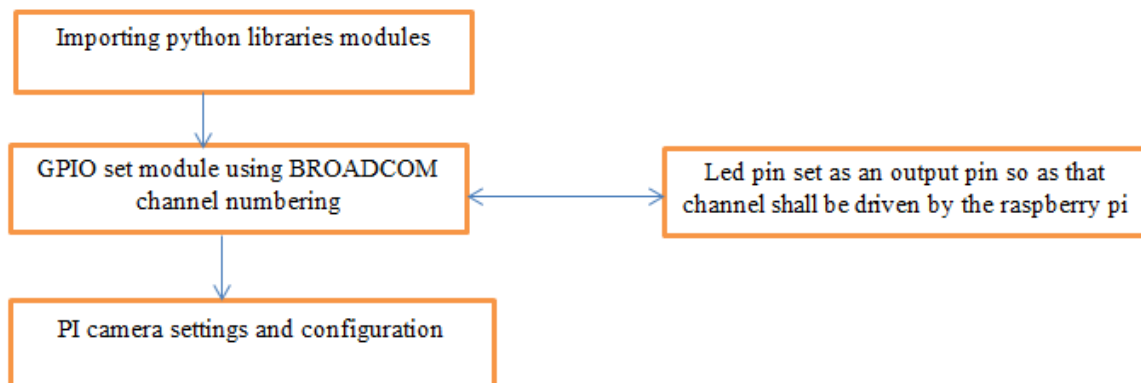 Importing python libraries modules
GPIO set module using BROADCOM
channel numbering
Led pin set as an output pin so as that
channel shall be driven by the raspberry pi
PI camera settings and configuration